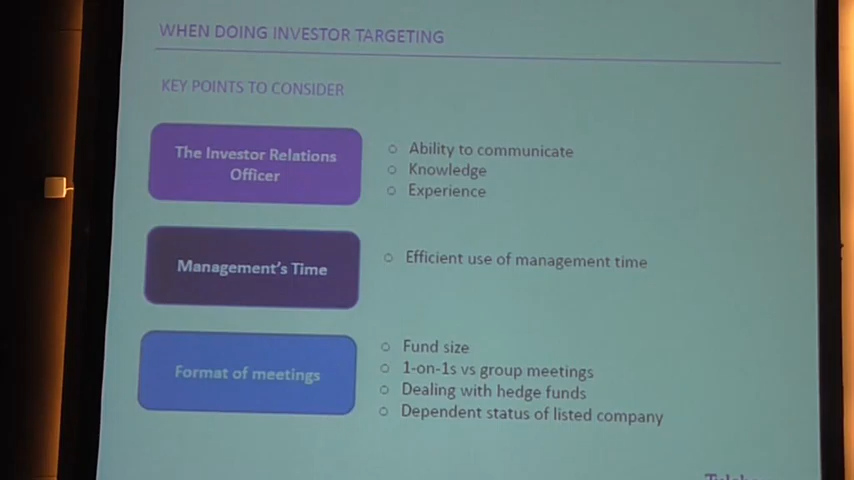 WHEN DOING INVESTOR TARGETING
KEY POINTS TO CONSIDER
The Investor Relations
Officer
○ Ability to communicate
○ Knowledge
○ Experience
Management's Time
○ Efficient use of management time
Format of meetings
○ Fund size
○ 1-on-1s vs group meetings
○ Dealing with hedge funds
○ Dependent status of listed company